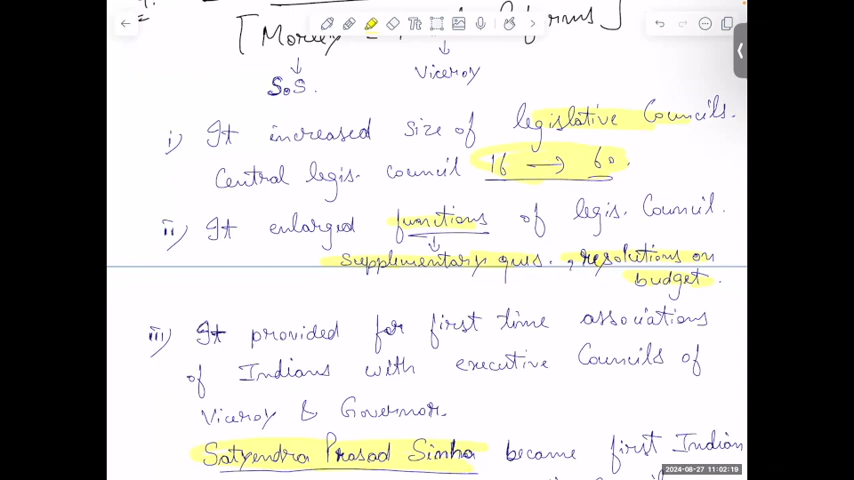 [Morley
↓ ↓
S.o.S. Viceroy
i) It increased size of legislative Councils.
Central legis. council 16 → 60.
ii) It enlarged functions of legis. Council.
↓
supplementary ques. , resolutions on
budget.
iii) It provided for first time associations
of Indians with executive Councils of
Viceroy & Governor.
Satyendra Prasad Sinha became first Indian
2024-08-27 11:02:19